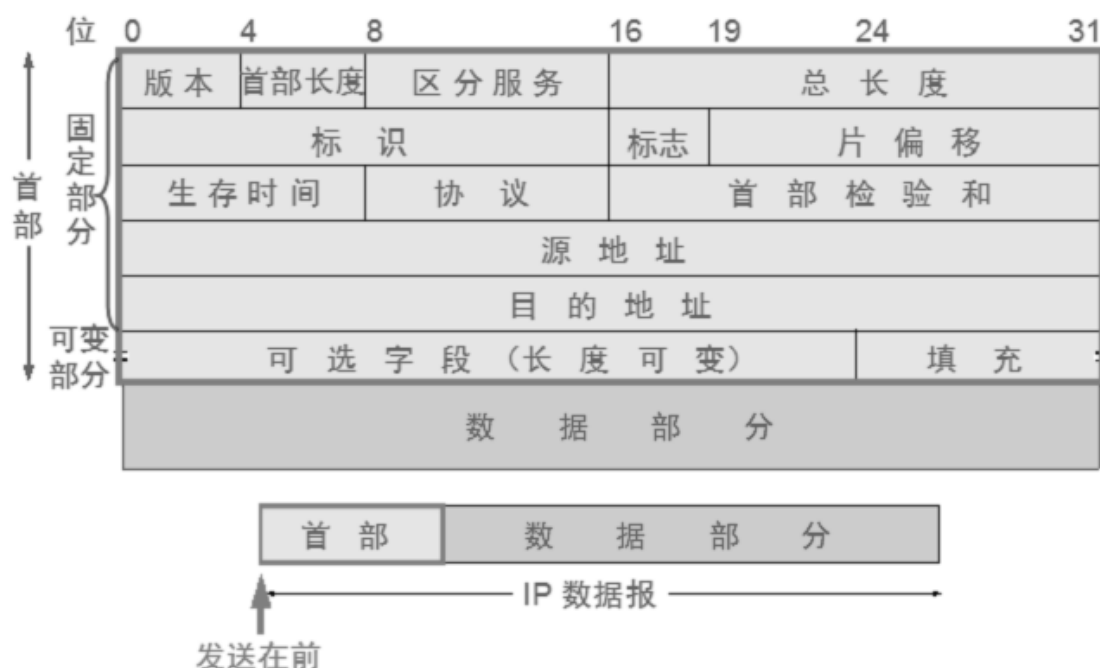 位 0 4 8 16 19 24 31
版本 首部长度 区分服务 总长度
标识 标志 片偏移
生存时间 协议 首部检验和
源地址
目的地址
可选字段（长度可变） 填充
数据部分
首部
固定部分
可变部分
首部 数据部分
IP 数据报
发送在前